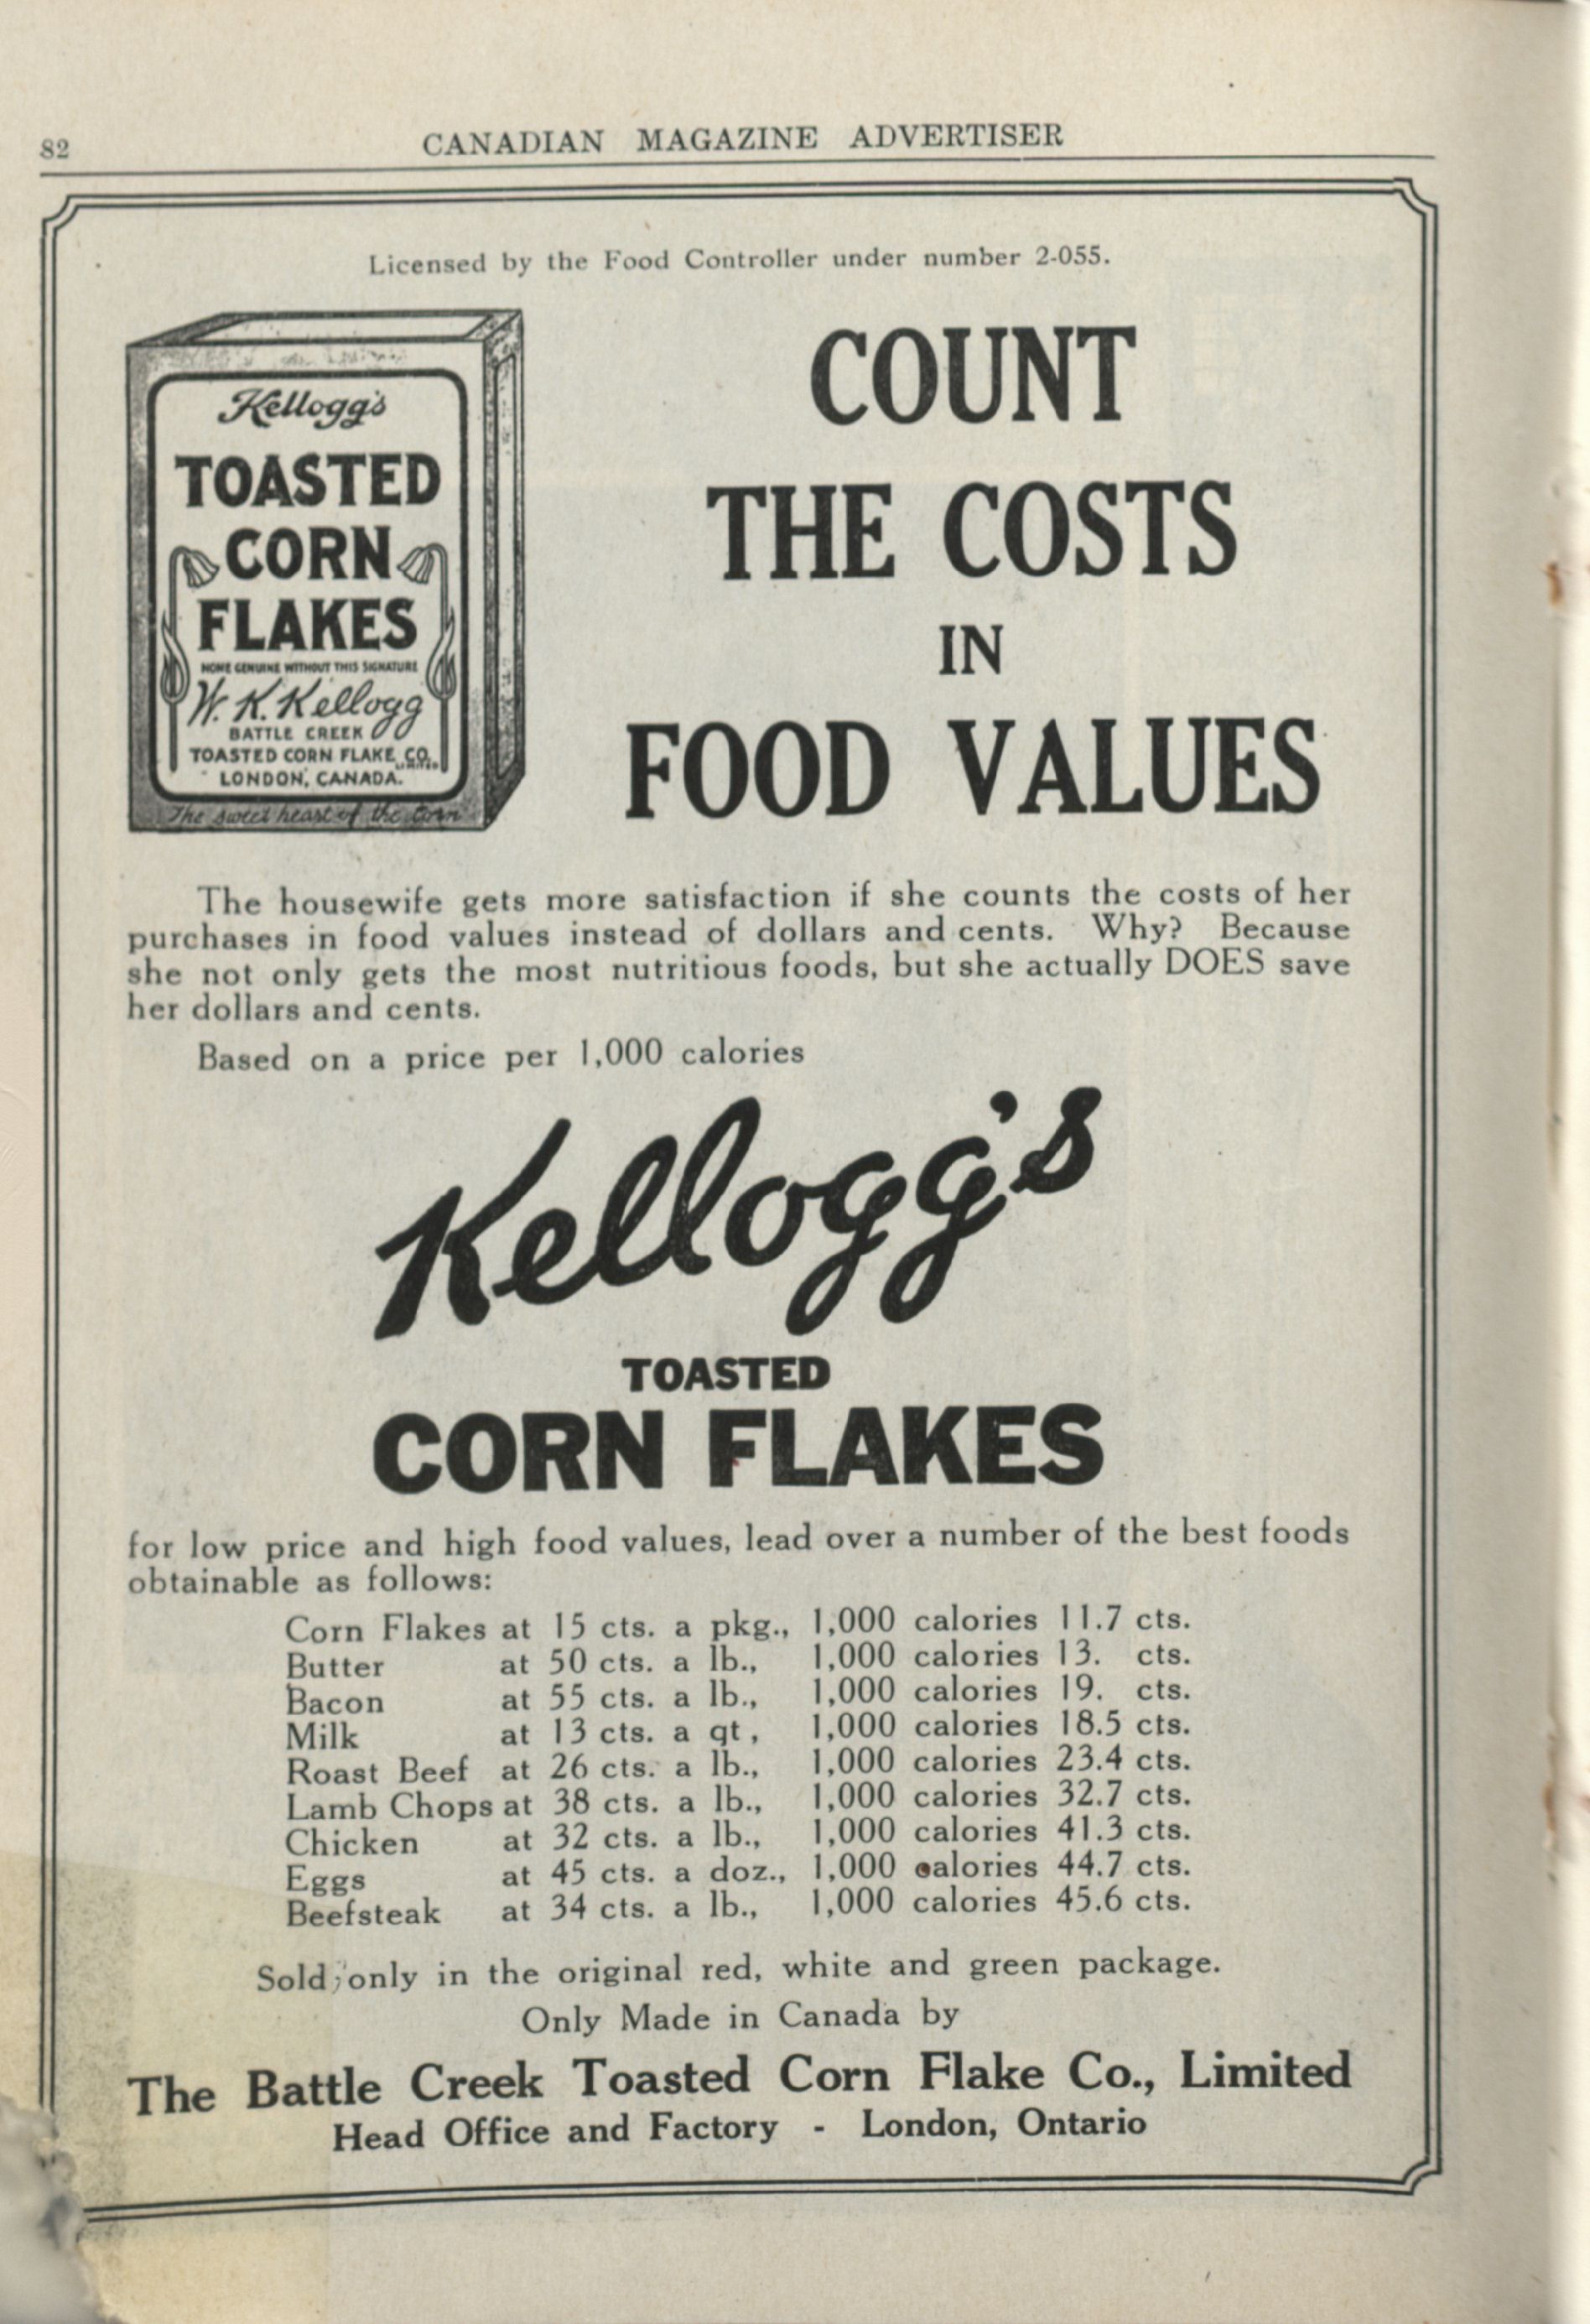 82
CANADIAN MAGAZINE ADVERTISER
Licensed by the Food Controller under number 2-055.
Kellogg's
TOASTED
CORN
FLAKES
NONE GENUINE WITHOUT THIS SIGNATURE
W. K. Kellogg
BATTLE CREEK
TOASTED CORN FLAKE CO.
LIMITED
LONDON, CANADA.
The sweet heart of the Corn
COUNT
THE COSTS
IN
FOOD VALUES
The housewife gets more satisfaction if she counts the costs of her
purchases in food values instead of dollars and cents. Why? Because
she not only gets the most nutritious foods, but she actually DOES save
her dollars and cents.
Based on a price per 1,000 calories
Kellogg's
TOASTED
CORN FLAKES
for low price and high food values, lead over a number of the best foods
obtainable as follows:
Corn Flakes at 15 cts. a pkg., 1,000 calories 11.7 cts.
Butter at 50 cts. a lb., 1,000 calories 13. cts.
Bacon at 55 cts. a lb., 1,000 calories 19. cts.
Milk at 13 cts. a qt, 1,000 calories 18.5 cts.
Roast Beef at 26 cts. a lb., 1,000 calories 23.4 cts.
Lamb Chops at 38 cts. a lb., 1,000 calories 32.7 cts.
Chicken at 32 cts. a lb., 1,000 calories 41.3 cts.
Eggs at 45 cts. a doz., 1,000 calories 44.7 cts.
Beefsteak at 34 cts. a lb., 1,000 calories 45.6 cts.
Sold only in the original red, white and green package.
Only Made in Canada by
The Battle Creek Toasted Corn Flake Co., Limited
Head Office and Factory - London, Ontario